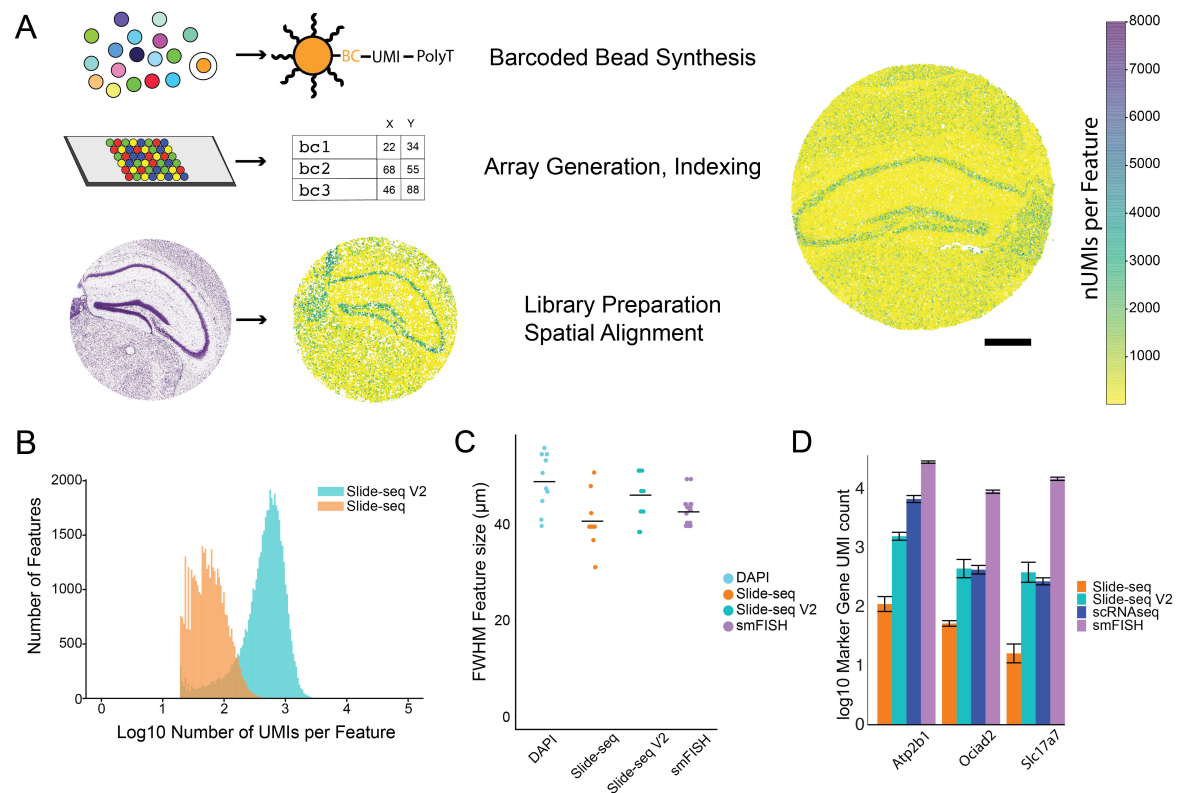 A
BC UMI PolyT
Barcoded Bead Synthesis
X Y
bc1 22 34
bc2 68 55
bc3 46 88
Array Generation, Indexing
Library Preparation
Spatial Alignment
nUMIs per Feature
8000
7000
6000
5000
4000
3000
2000
1000
B
Number of Features
2000
1500
1000
500
0
Slide-seq V2
Slide-seq
0 1 2 3 4 5
Log10 Number of UMIs per Feature
C
FWHM Feature size (μm)
40
20
0
DAPI
Slide-seq
Slide-seq V2
smFISH
DAPI
Slide-seq
Slide-seq V2
smFISH
D
log10 Marker Gene UMI count
4
3
2
1
0
Atp2b1
Ociad2
Slc17a7
Slide-seq
Slide-seq V2
scRNAseq
smFISH